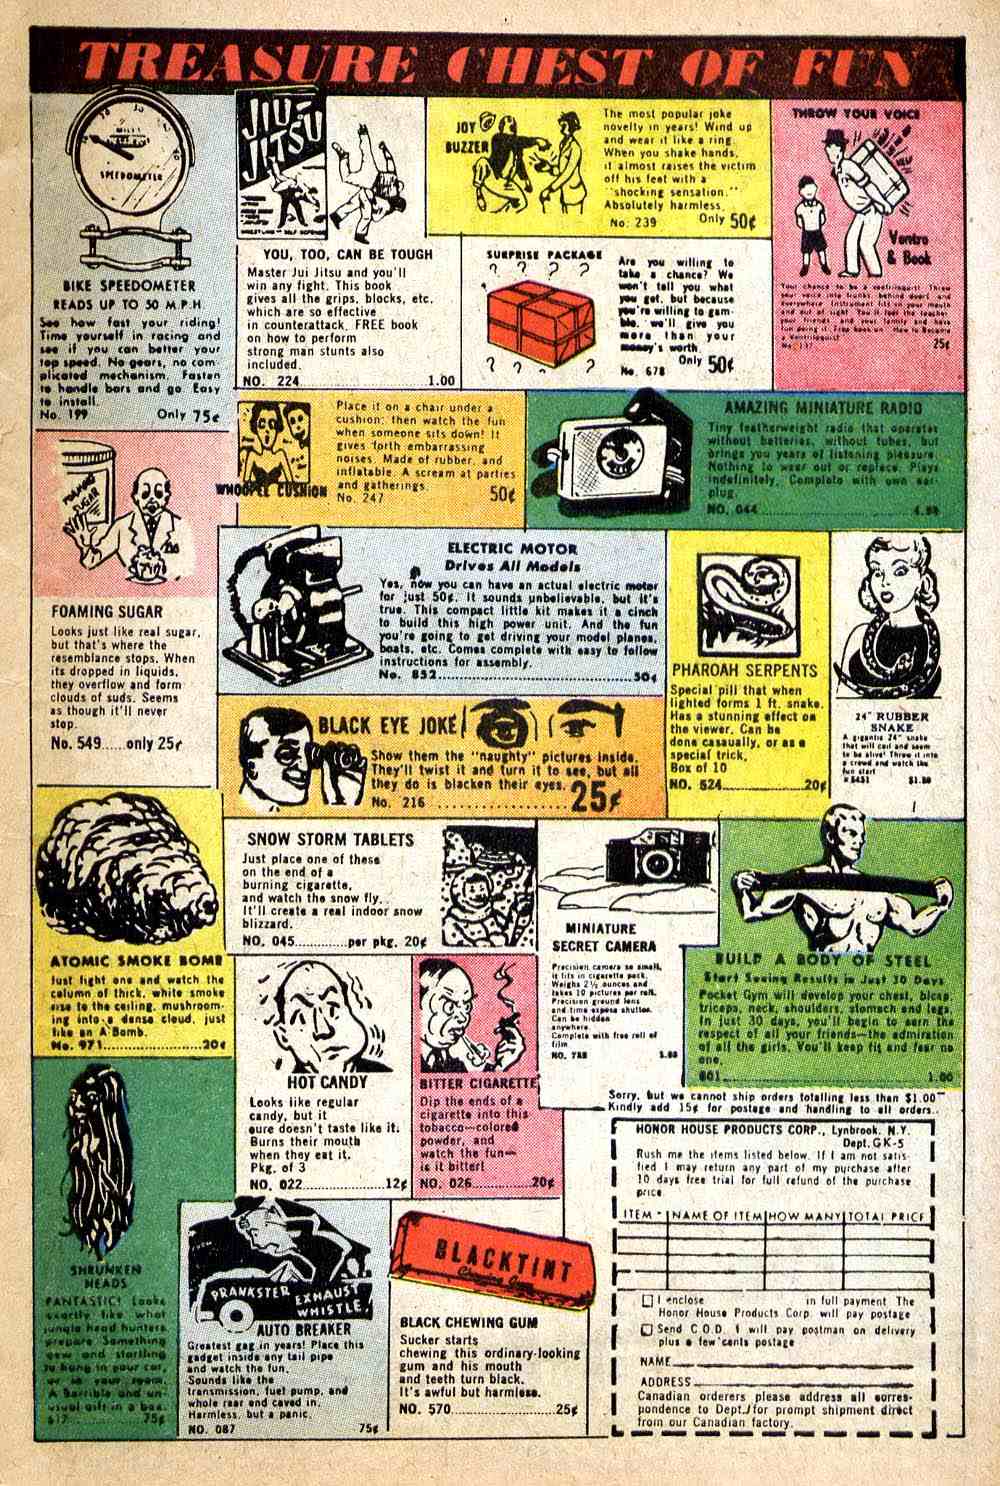 TREASURE CHEST OF FUN
SPEEDOMETER
BIKE SPEEDOMETER
READS UP TO 50 M.P.H
See how fast your riding!
Time yourself in racing and
see if you can better your
top speed. No gears, no com-
plicated mechanism. Fasten
to handle bars and go. Easy
to install.
No. 199 Only 75¢
JIU-
JITSU
WRESTLING SELF DEFENSE
YOU, TOO, CAN BE TOUGH
Master Jui Jitsu and you'll
win any fight. This book
gives all the grips, blocks, etc.
which are so effective
in counterattack. FREE book
on how to perform
strong man stunts also
included.
NO. 224 1.00
JOY
BUZZER
The most popular joke
novelty in years! Wind up
and wear it like a ring.
When you shake hands,
it almost raises the victim
off his feet with a
"shocking sensation."
Absolutely harmless.
No. 239 Only 50¢
SURPRISE PACKAGE
? ? ? ?
? ? ? ?
Are you willing to
take a chance? We
won't tell you what
you get, but because
you're willing to gam-
ble, we'll give you
more than your
money's worth.
No. 678 Only 50¢
THROW YOUR VOICE
Ventro
& Book
Your chance to be a ventriloquist! Throw
your voice into trunks, behind doors and
everywhere. Instrument fits in your mouth
and out of sight. You'll fool the teacher,
your friends and your family and have
fun doing it. Free book on "How to Become
a Ventriloquist"
No. 137 25¢
WHOOPEE CUSHION
Place it on a chair under a
cushion; then watch the fun
when someone sits down! It
gives forth embarrassing
noises. Made of rubber, and
inflatable. A scream at parties
and gatherings.
No. 247 50¢
AMAZING MINIATURE RADIO
Tiny featherweight radio that operates
without batteries, without tubes, but
brings you years of listening pleasure.
Nothing to wear out or replace. Plays
indefinitely. Complete with own ear-
plug.
NO. 044
SUGAR
FOAMING SUGAR
Looks just like real sugar,
but that's where the
resemblance stops. When
its dropped in liquids,
they overflow and form
clouds of suds. Seems
as though it'll never
stop.
No. 549......only 25¢
ELECTRIC MOTOR
Drives All Models
Yes, now you can have an actual electric motor
for just 50¢. It sounds unbelievable, but it's
true. This compact little kit makes it a cinch
to build this high power unit. And the fun
you're going to get driving your model planes,
boats, etc. Comes complete with easy to follow
instructions for assembly.
No. 852..........50¢
PHAROAH SERPENTS
Special pill that when
lighted forms 1 ft. snake.
Has a stunning effect on
the viewer. Can be
done casaually, or as a
special trick.
Box of 10
NO. 524..........20¢
24" RUBBER
SNAKE
A gigantic 24" snake
that will coil and seem
to be alive! Throw it into
a crowd and watch the
fun start
BLACK EYE JOKE
Show them the "naughty" pictures inside.
They'll twist it and turn it to see, but all
they do is blacken their eyes.
No. 216 ..........25¢
ATOMIC SMOKE BOMB
Just light one and watch the
column of thick, white smoke
rise to the ceiling, mushroom-
ing into a dense cloud, just
like an A-Bomb.
No. 971..........20¢
SNOW STORM TABLETS
Just place one of these
on the end of a
burning cigarette,
and watch the snow fly.
It'll create a real indoor snow
blizzard.
NO. 045..........per pkg. 20¢
MINIATURE
SECRET CAMERA
Precision camera so small,
it fits in cigarette pack.
Weighs 2½ ounces and
takes 10 pictures per roll.
Precision ground lens
and time expose shutter.
Can be hidden
anywhere.
Complete with free roll of
film
BUILD A BODY OF STEEL
Start Seeing Results in Just 30 Days
Pocket Gym will develop your chest, bicep,
triceps, neck, shoulders, stomach and legs.
In just 30 days, you'll begin to earn the
respect of all your friends—the admiration
of all the girls. You'll keep fit and fear no
one.
601..........1.00
HOT CANDY
Looks like regular
candy, but it
sure doesn't taste like it.
Burns their mouth
when they eat it.
Pkg. of 3
NO. 022..........12¢
BITTER CIGARETTE
Dip the ends of a
cigarette into this
tobacco—colored
powder, and
watch the fun—
is it bitter!
NO. 026..........20¢
Sorry, but we cannot ship orders totalling less than $1.00
Kindly add 15¢ for postage and handling to all orders..
SHRUNKEN
HEADS
FANTASTIC! Looks
exactly like what
jungle head hunters
prepare. Something
new and startling
to hang in your car,
or in your room.
A horrible and un-
usual gift in a box.
617 75¢
PRANKSTER EXHAUST
WHISTLE.
AUTO BREAKER
Greatest gag in years! Place this
gadget inside any tail pipe
and watch the fun.
Sounds like the
transmission, fuel pump, and
whole rear end caved in.
Harmless, but a panic.
NO. 087 75¢
BLACKTINT
Chewing Gum
BLACK CHEWING GUM
Sucker starts
chewing this ordinary-looking
gum and his mouth
and teeth turn black.
It's awful but harmless.
NO. 570..........25¢
HONOR HOUSE PRODUCTS CORP., Lynbrook. N.Y.
Dept. GK-5
Rush me the items listed below. If I am not satis-
fied I may return any part of my purchase after
10 days free trial for full refund of the purchase
price
ITEM # NAME OF ITEM HOW MANY TOTAL PRICE
I enclose in full payment The
Honor House Products Corp. will pay postage
Send C.O.D. I will pay postman on delivery
plus a few cents postage
NAME
ADDRESS
Canadian orderers please address all corres-
pondence to Dept. J for prompt shipment direct
from our Canadian factory.